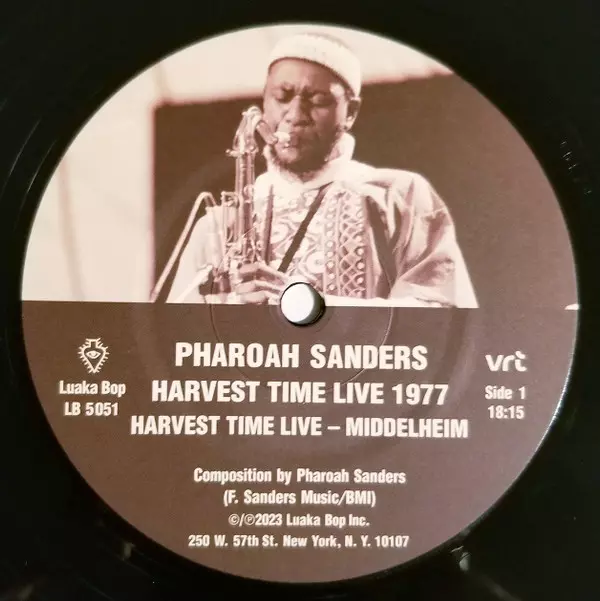 PHAROAH SANDERS
HARVEST TIME LIVE 1977
HARVEST TIME LIVE – MIDDELHEIM
Luaka Bop
LB 5051
vrt
Side 1
18:15
Composition by Pharoah Sanders
(F. Sanders Music/BMI)
©/℗2023 Luaka Bop Inc.
250 W. 57th St. New York, N. Y. 10107